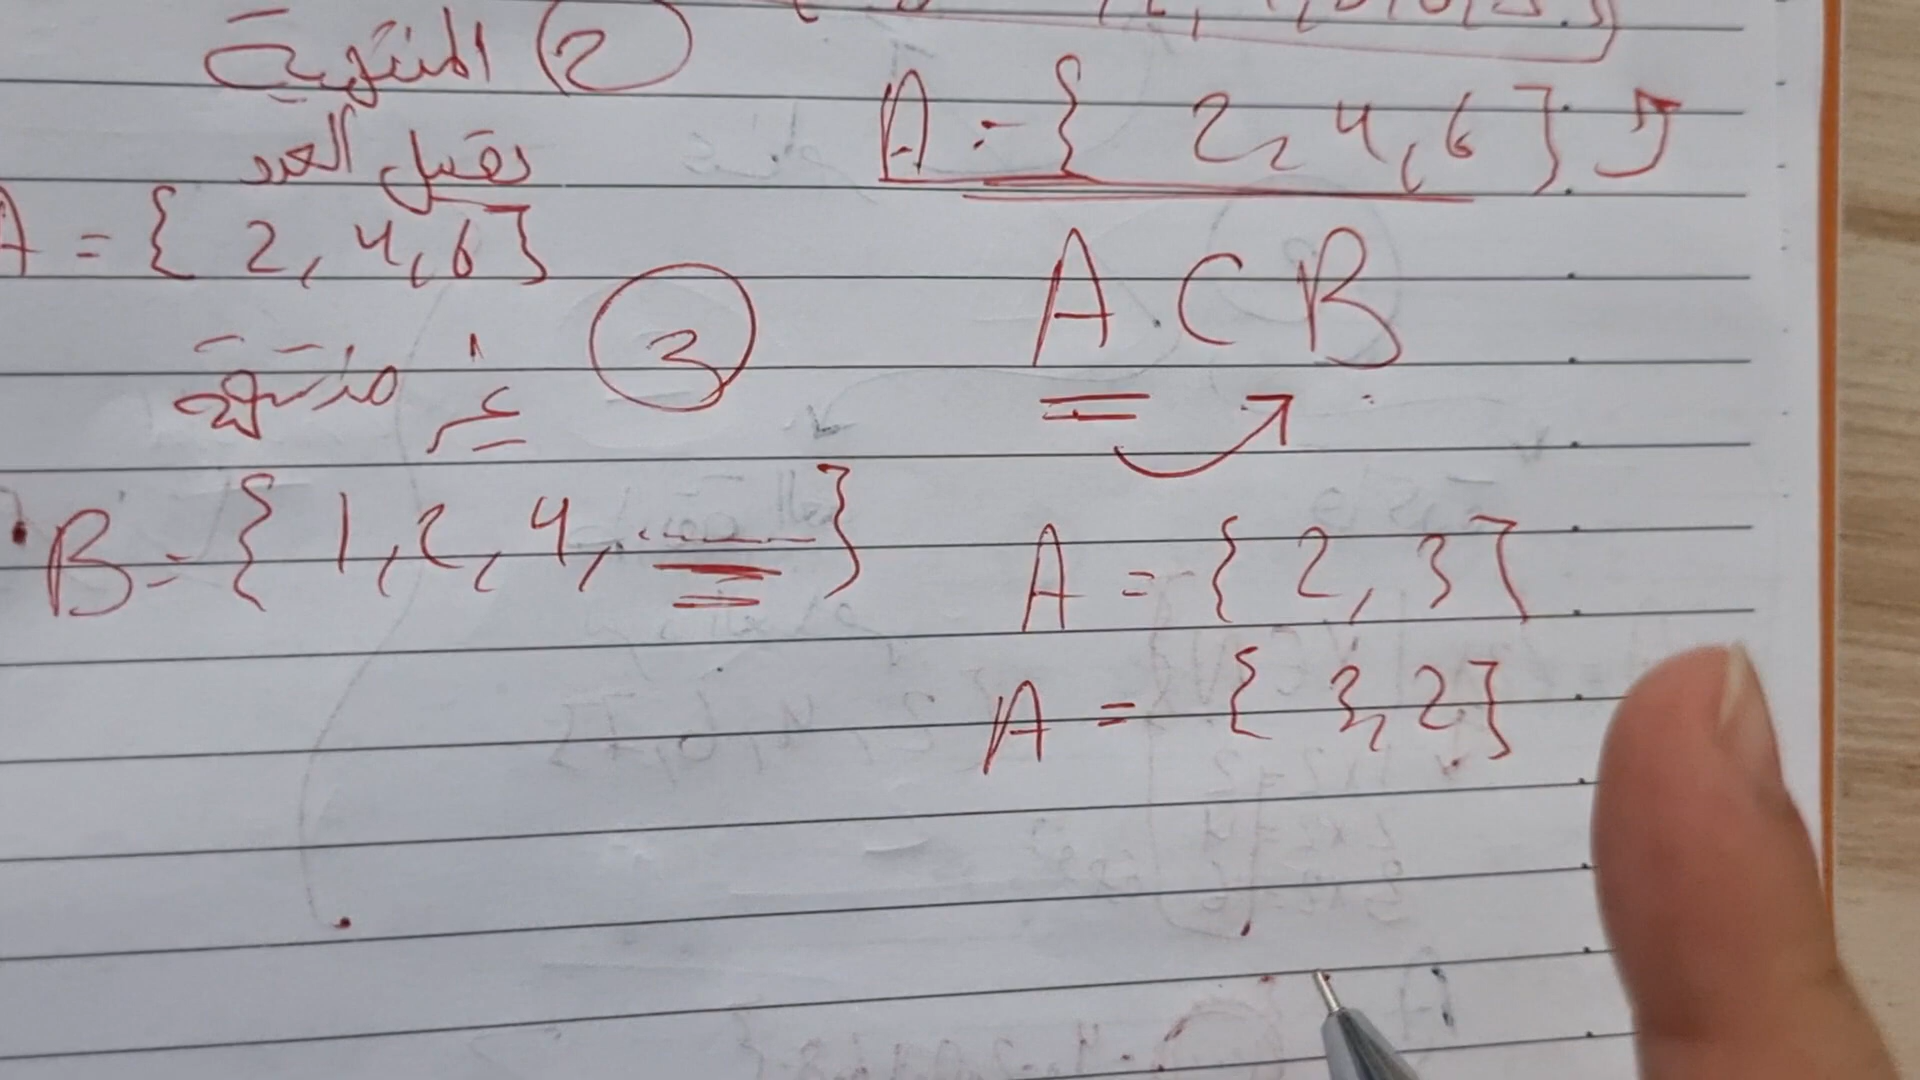 ② المنتهية
تقبل العد
A = { 2, 4, 6 }
③ غير منتهية
B = { 1, 2, 4, ........ }
A = { 2, 4, 6 }
A ⊂ B
A = { 2, 3 }
A = { 3, 2 }